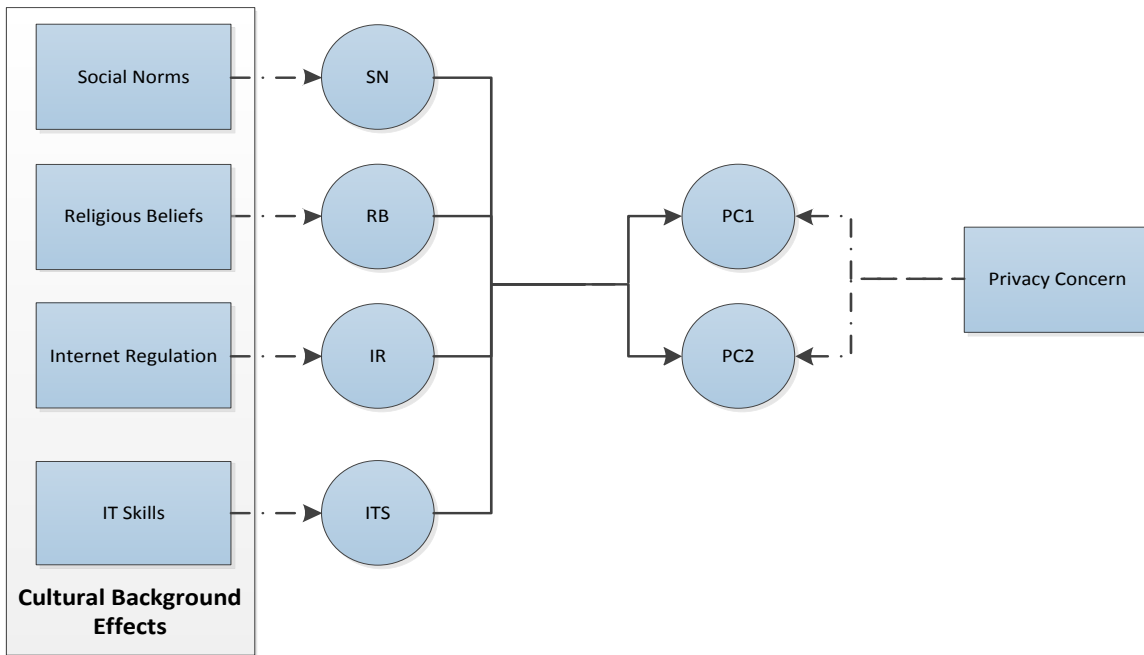 Social Norms
SN
Religious Beliefs
RB
PC1
Privacy Concern
Internet Regulation
IR
PC2
IT Skills
ITS
Cultural Background
Effects